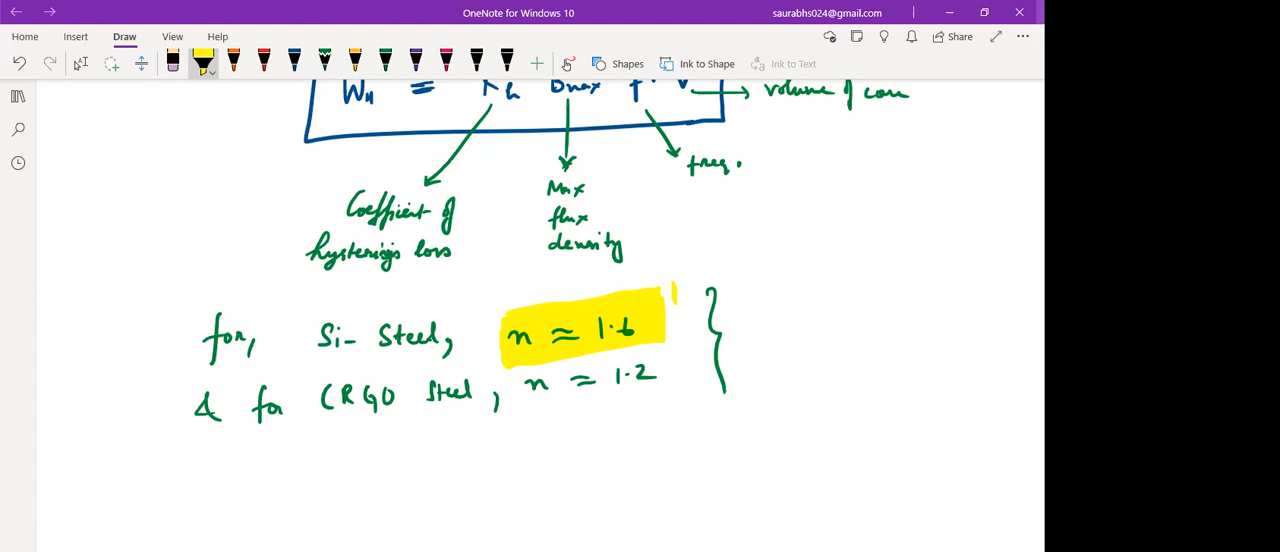 OneNote for Windows 10
saurabhs024@gmail.com
Home Insert Draw View Help
Share
Shapes
Ink to Shape
Ink to Text
volume of core
freq.
Coefficient of
hysterisis loss
Max
flux
density
for, Si- Steel, n ≈ 1.6
& for CRGO Steel, n ≈ 1.2